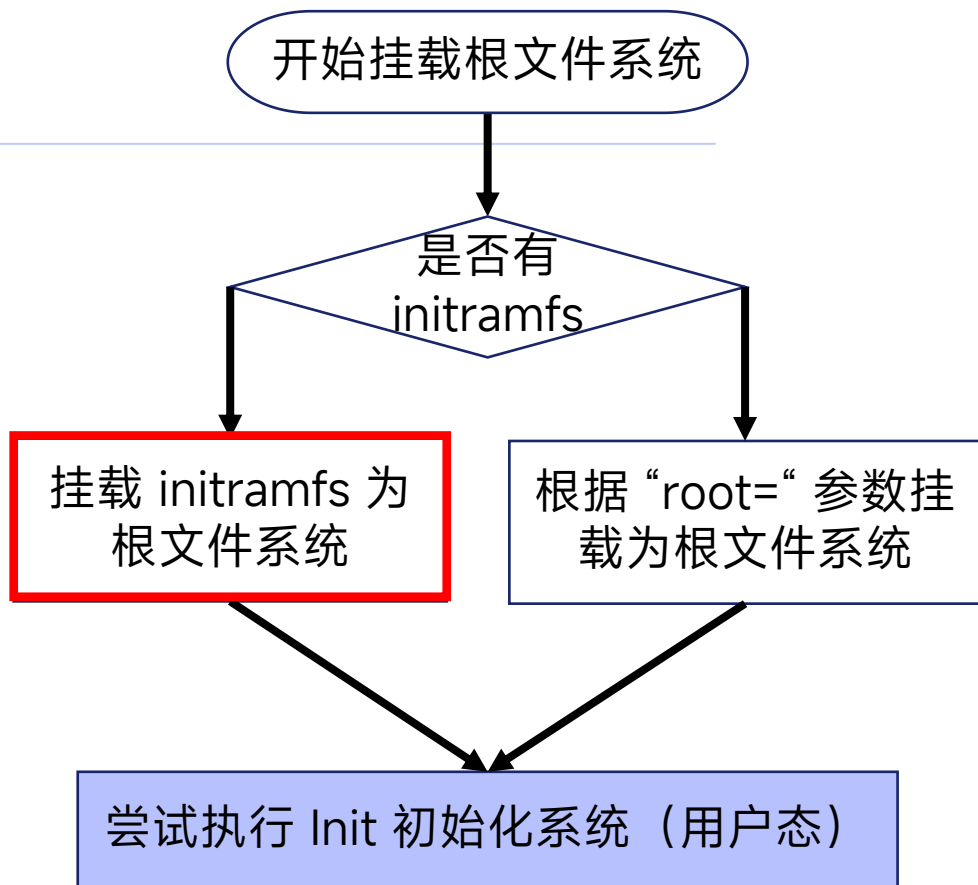 开始挂载根文件系统
是否有
initramfs
挂载 initramfs 为
根文件系统
根据 “root=“ 参数挂
载为根文件系统
尝试执行 Init 初始化系统（用户态）